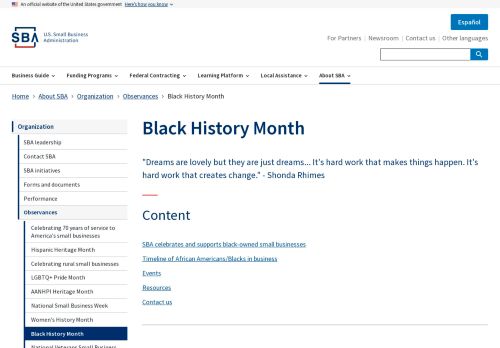 An official website of the United States government Here's how you know
Español
SBA U.S. Small Business
Administration
For Partners Newsroom Contact us Other languages
Business Guide Funding Programs Federal Contracting Learning Platform Local Assistance About SBA
Home About SBA Organization Observances Black History Month
Organization
SBA leadership
Contact SBA
SBA initiatives
Forms and documents
Performance
Observances
Celebrating 70 years of service to
America's small businesses
Hispanic Heritage Month
Celebrating rural small businesses
LGBTQ+ Pride Month
AANHPI Heritage Month
National Small Business Week
Women's History Month
Black History Month
National Veterans Small Business
Black History Month
"Dreams are lovely but they are just dreams... It's hard work that makes things happen. It's
hard work that creates change." - Shonda Rhimes
Content
SBA celebrates and supports black-owned small businesses
Timeline of African Americans/Blacks in business
Events
Resources
Contact us